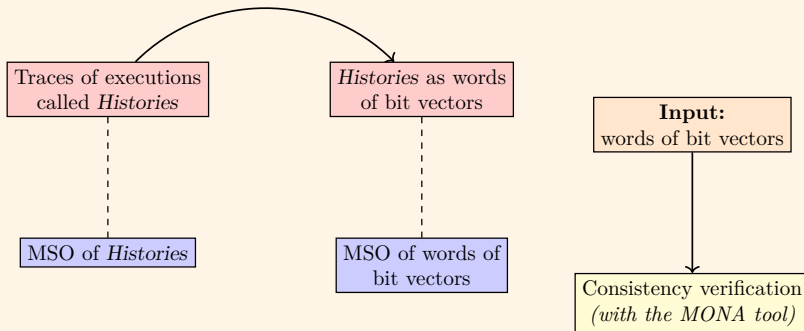 Traces of executions
called Histories
Histories as words
of bit vectors
Input:
words of bit vectors
MSO of Histories
MSO of words of
bit vectors
Consistency verification
(with the MONA tool)